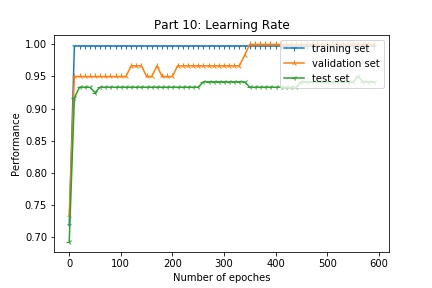 Part 10: Learning Rate
1.00
0.95
0.90
0.85
0.80
0.75
0.70
Performance
training set
validation set
test set
0
100
200
300
400
500
600
Number of epoches